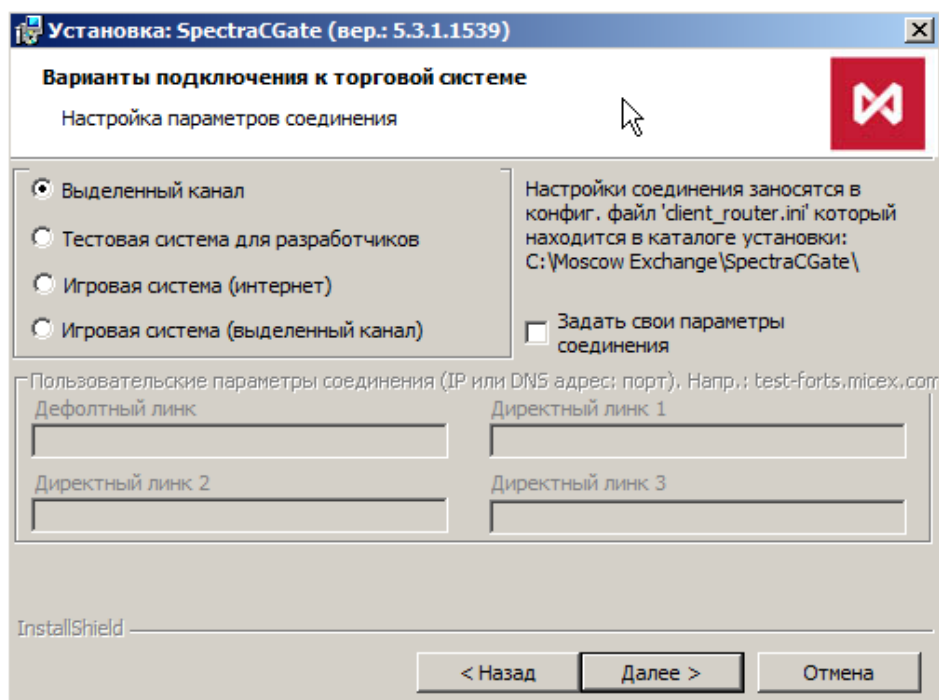 Установка: SpectraCGate (вер.: 5.3.1.1539)
Варианты подключения к торговой системе
Настройка параметров соединения
Выделенный канал
Тестовая система для разработчиков
Игровая система (интернет)
Игровая система (выделенный канал)
Настройки соединения заносятся в
конфиг. файл 'client_router.ini' который
находится в каталоге установки:
C:\Moscow Exchange\SpectraCGate\
Задать свои параметры
соединения
Пользовательские параметры соединения (IP или DNS адрес: порт). Напр.: test-forts.micex.com
Дефолтный линк
Директный линк 1
Директный линк 2
Директный линк 3
InstallShield
< Назад
Далее >
Отмена